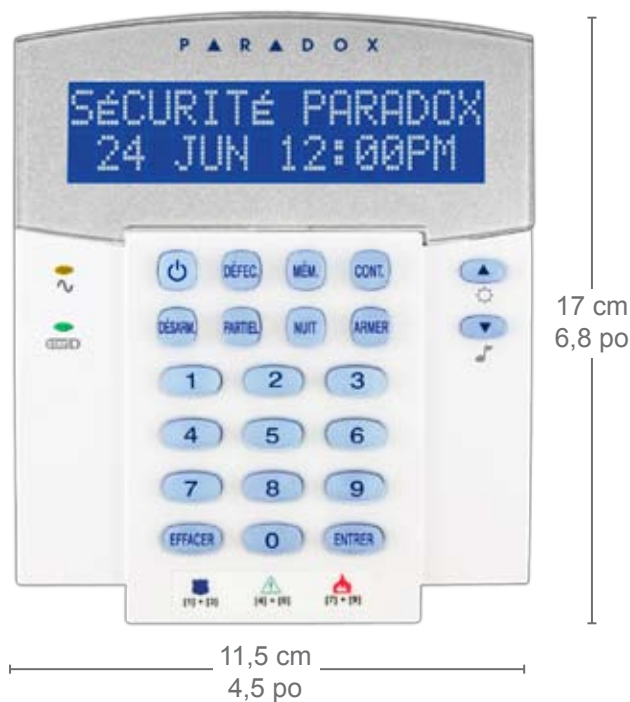 PARADOX
SéCURITé PARADOX
24 JUN 12:00PM
DÉFEC. MÉM. CONT.
DÉSARM. PARTIEL NUIT ARMER
1 2 3
4 5 6
7 8 9
EFFACER 0 ENTRER
[1] + [3] [4] + [6] [7] + [9]
17 cm
6,8 po
11,5 cm
4,5 po